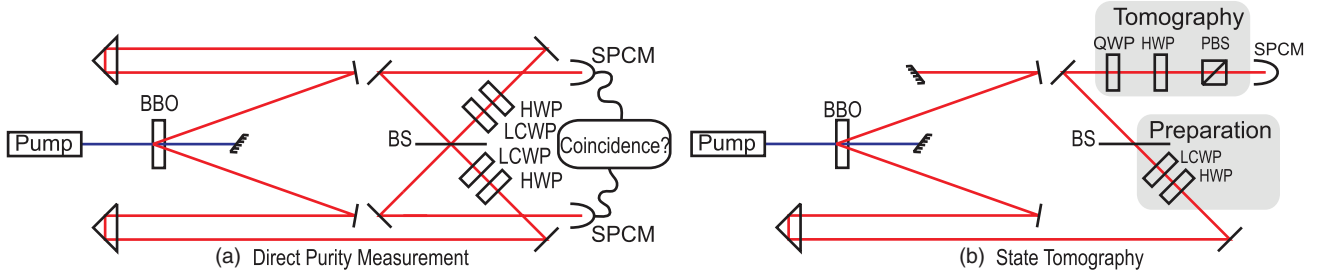 SPCM
BBO
HWP
LCWP
Pump
BS
Coincidence?
LCWP
HWP
SPCM
(a) Direct Purity Measurement
Tomography
QWP HWP PBS SPCM
BBO
Preparation
Pump
BS
LCWP
HWP
(b) State Tomography